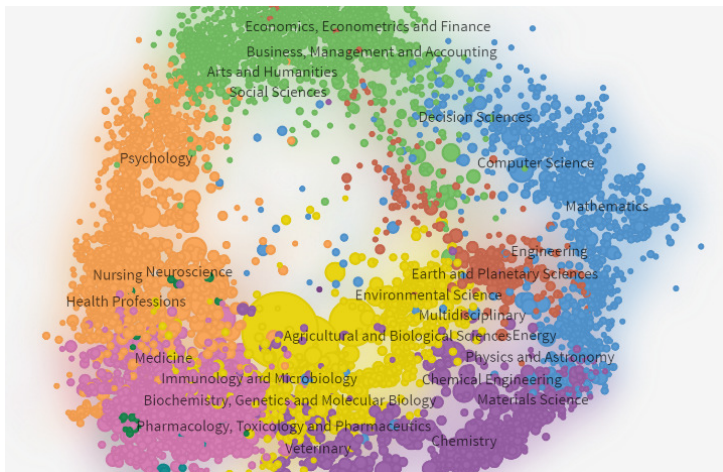 Economics, Econometrics and Finance
Business, Management and Accounting
Arts and Humanities
Social Sciences
Decision Sciences
Psychology
Computer Science
Mathematics
Engineering
Nursing
Neuroscience
Earth and Planetary Sciences
Health Professions
Environmental Science
Multidisciplinary
Agricultural and Biological Sciences
Energy
Medicine
Physics and Astronomy
Immunology and Microbiology
Chemical Engineering
Biochemistry, Genetics and Molecular Biology
Materials Science
Pharmacology, Toxicology and Pharmaceutics
Chemistry
Veterinary